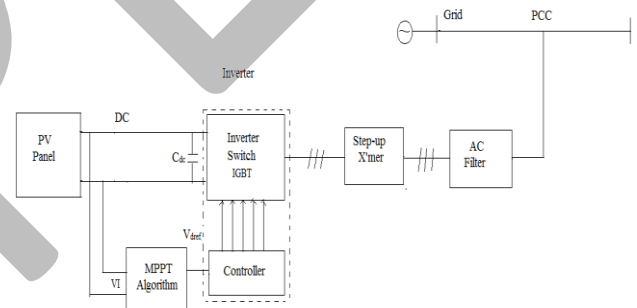 Grid
PCC
Inverter
DC
PV
Panel
Cdc
Inverter
Switch
IGBT
Step-up
X'mer
AC
Filter
Vdref
VI
MPPT
Algorithm
Controller